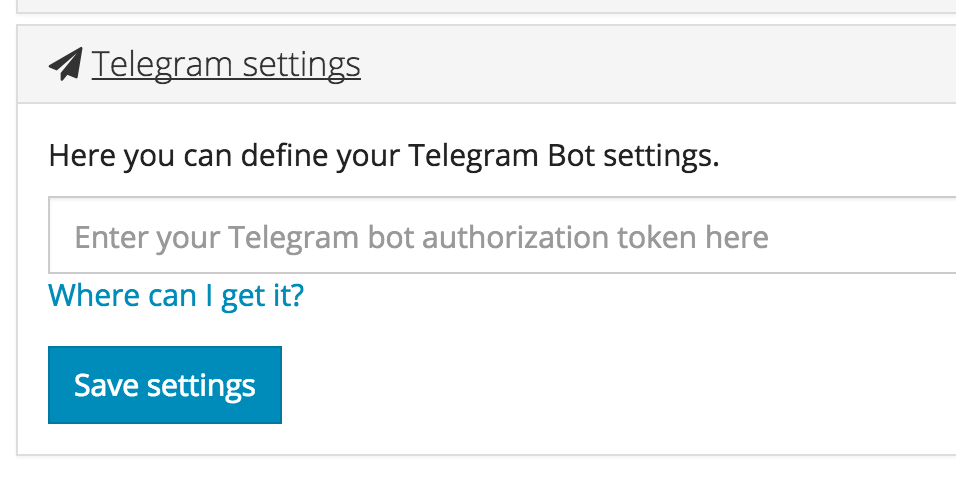 Telegram settings
Here you can define your Telegram Bot settings.
Enter your Telegram bot authorization token here
Where can I get it?
Save settings